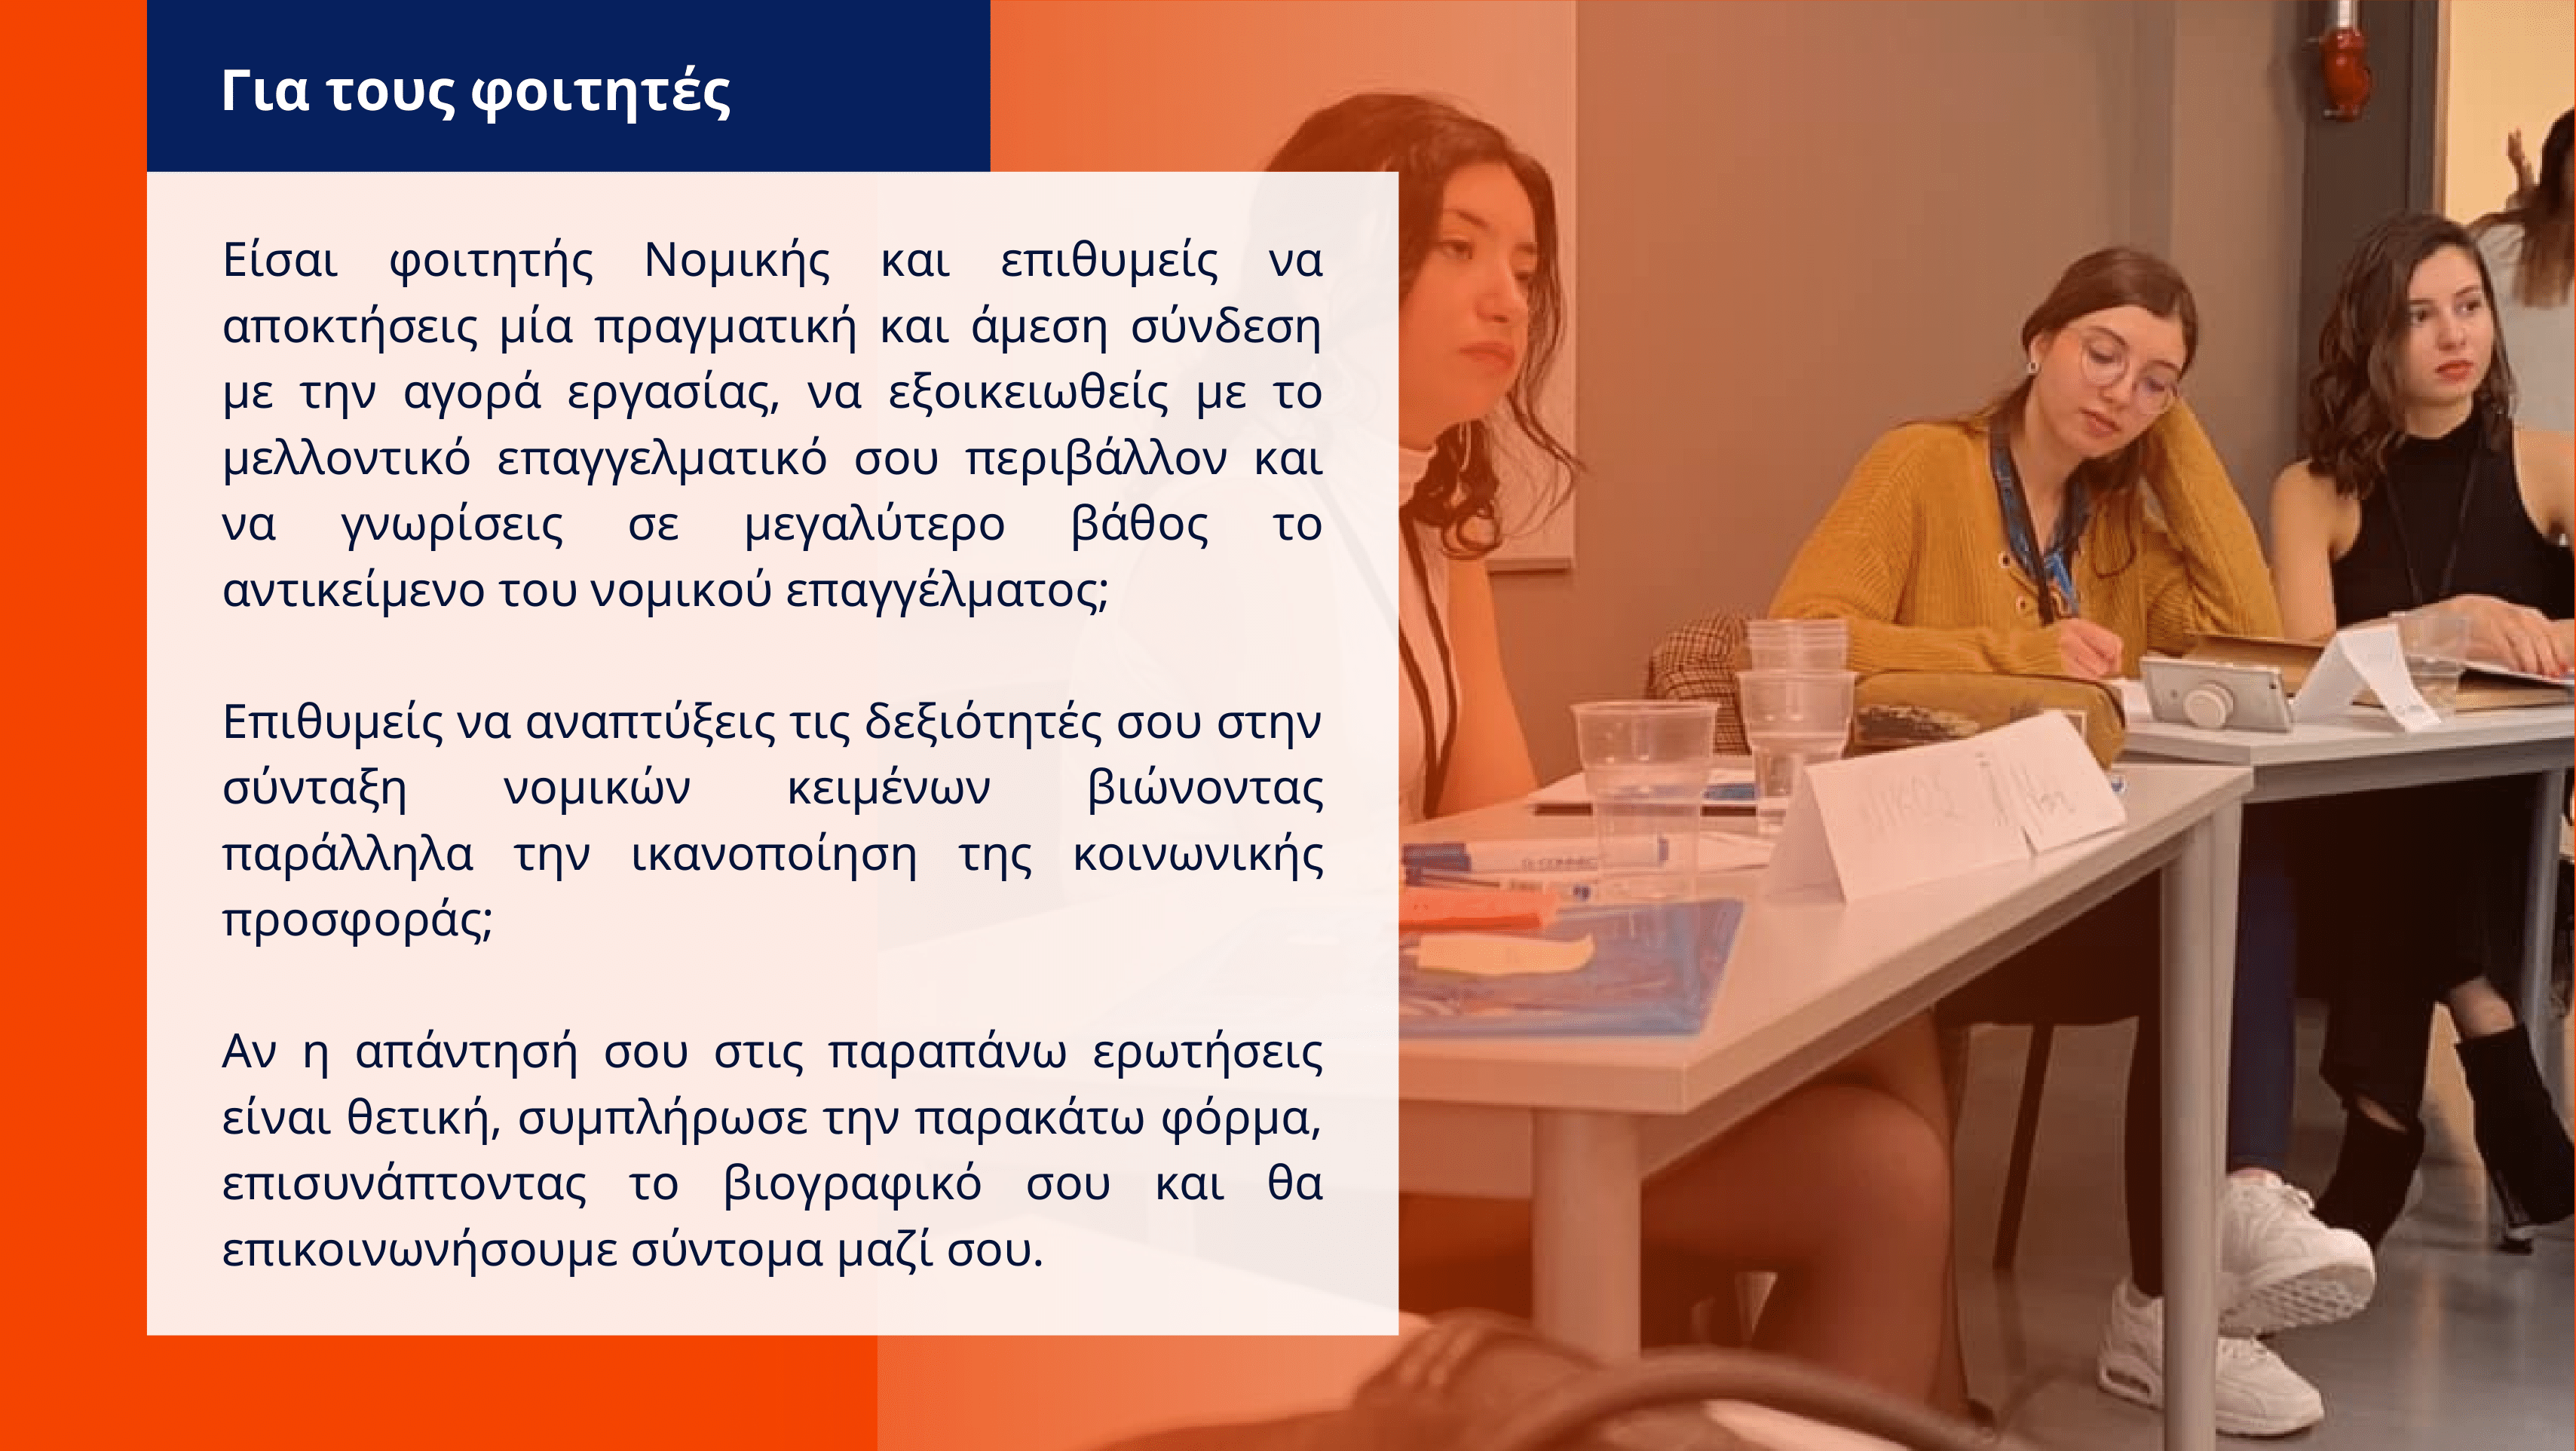 Για τους φοιτητές
Είσαι φοιτητής Νομικής και επιθυμείς να
αποκτήσεις μία πραγματική και άμεση σύνδεση
με την αγορά εργασίας, να εξοικειωθείς με το
μελλοντικό επαγγελματικό σου περιβάλλον και
να γνωρίσεις σε μεγαλύτερο βάθος το
αντικείμενο του νομικού επαγγέλματος;
Επιθυμείς να αναπτύξεις τις δεξιότητές σου στην
σύνταξη νομικών κειμένων βιώνοντας
παράλληλα την ικανοποίηση της κοινωνικής
προσφοράς;
Αν η απάντησή σου στις παραπάνω ερωτήσεις
είναι θετική, συμπλήρωσε την παρακάτω φόρμα,
επισυνάπτοντας το βιογραφικό σου και θα
επικοινωνήσουμε σύντομα μαζί σου.